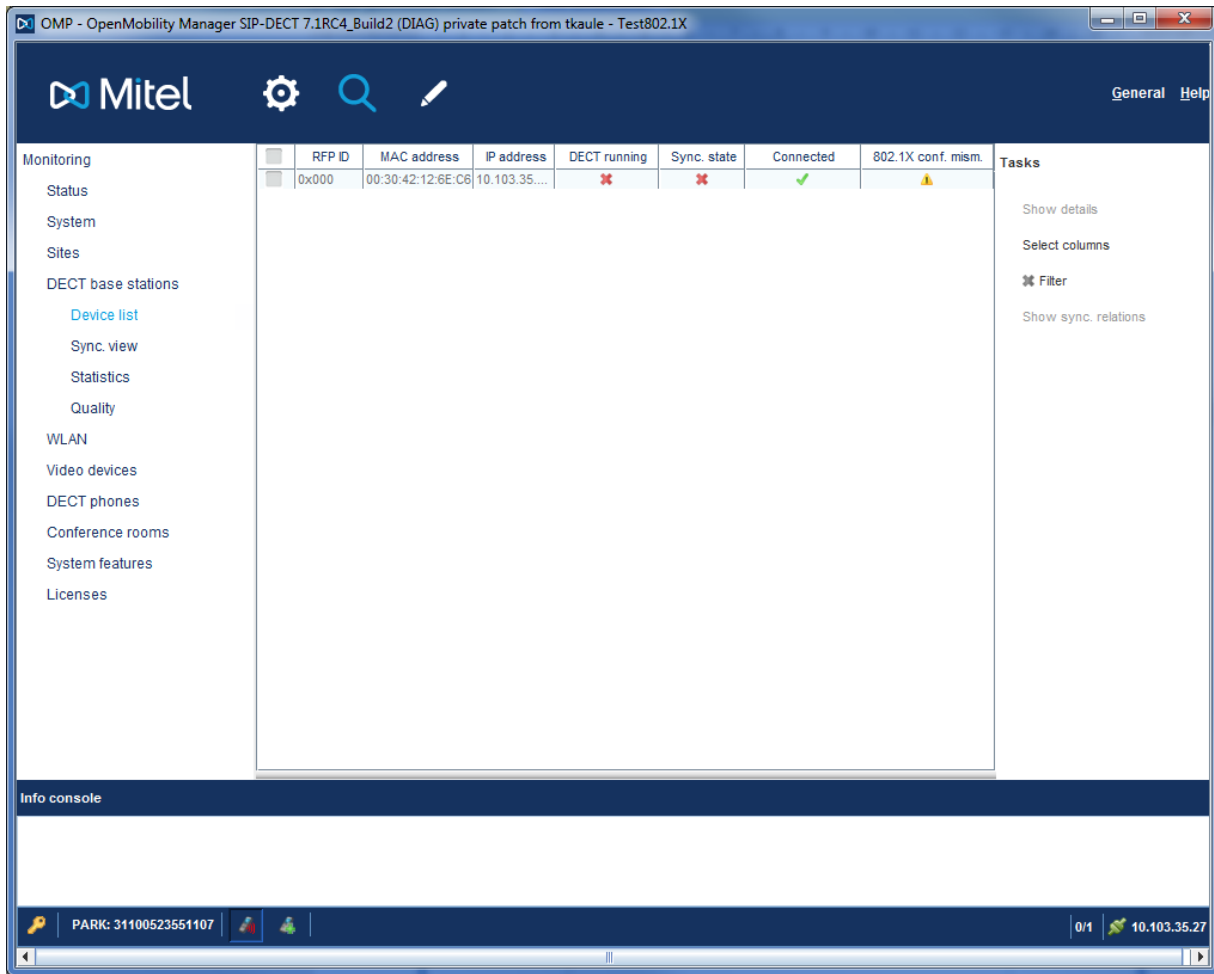 OMP - OpenMobility Manager SIP-DECT 7.1RC4_Build2 (DIAG) private patch from tkaule - Test802.1X
Mitel
General Help
Monitoring
Status
System
Sites
DECT base stations
Device list
Sync. view
Statistics
Quality
WLAN
Video devices
DECT phones
Conference rooms
System features
Licenses
RFP ID MAC address IP address DECT running Sync. state Connected 802.1X conf. mism.
0x000 00:30:42:12:6E:C6 10.103.35....
Tasks
Show details
Select columns
Filter
Show sync. relations
Info console
PARK: 31100523551107
0/1 10.103.35.27